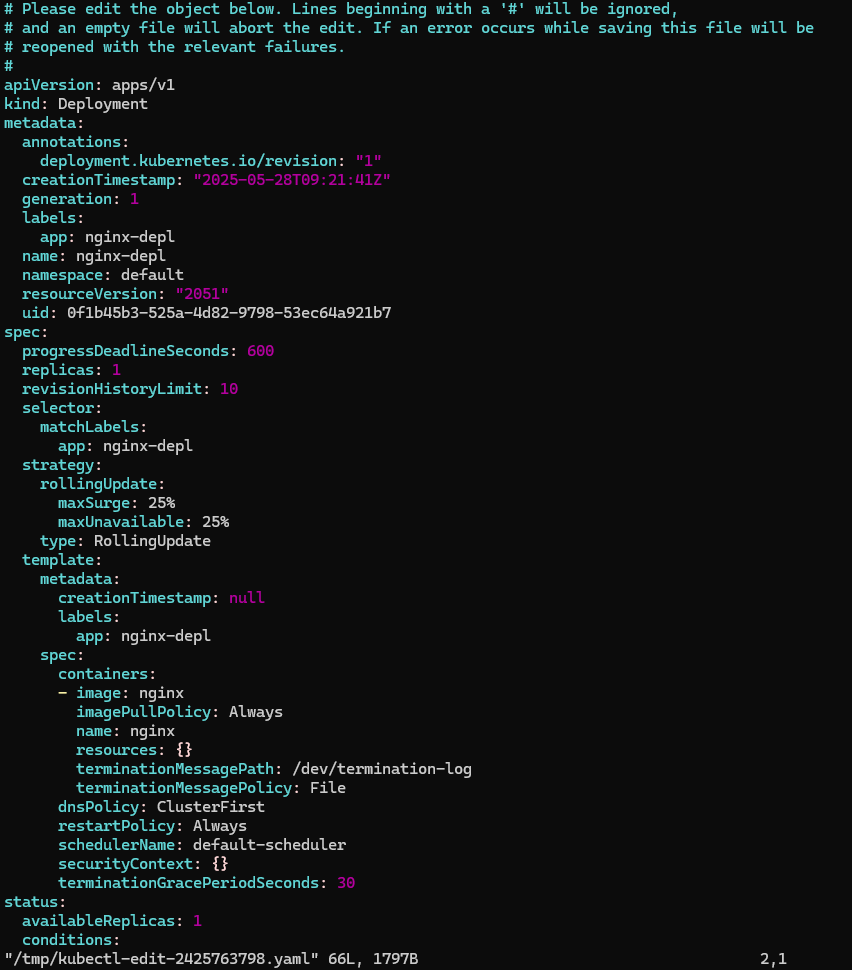 # Please edit the object below. Lines beginning with a '#' will be ignored,
# and an empty file will abort the edit. If an error occurs while saving this file will be
# reopened with the relevant failures.
#
apiVersion: apps/v1
kind: Deployment
metadata:
  annotations:
    deployment.kubernetes.io/revision: "1"
  creationTimestamp: "2025-05-28T09:21:41Z"
  generation: 1
  labels:
    app: nginx-depl
  name: nginx-depl
  namespace: default
  resourceVersion: "2051"
  uid: 0f1b45b3-525a-4d82-9798-53ec64a921b7
spec:
  progressDeadlineSeconds: 600
  replicas: 1
  revisionHistoryLimit: 10
  selector:
    matchLabels:
      app: nginx-depl
  strategy:
    rollingUpdate:
      maxSurge: 25%
      maxUnavailable: 25%
    type: RollingUpdate
  template:
    metadata:
      creationTimestamp: null
      labels:
        app: nginx-depl
    spec:
      containers:
      - image: nginx
        imagePullPolicy: Always
        name: nginx
        resources: {}
        terminationMessagePath: /dev/termination-log
        terminationMessagePolicy: File
      dnsPolicy: ClusterFirst
      restartPolicy: Always
      schedulerName: default-scheduler
      securityContext: {}
      terminationGracePeriodSeconds: 30
status:
  availableReplicas: 1
  conditions:
"/tmp/kubectl-edit-2425763798.yaml" 66L, 1797B 2,1